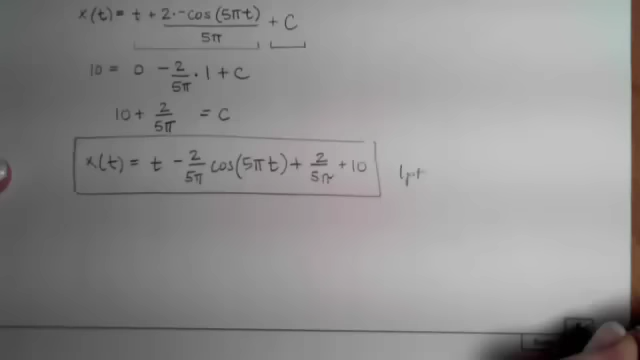 x(t) = t + 2·-cos(5πt)/5π + C
10 = 0 - 2/5π · 1 + C
10 + 2/5π = C
x(t) = t - 2/5π cos(5πt) + 2/5π + 10